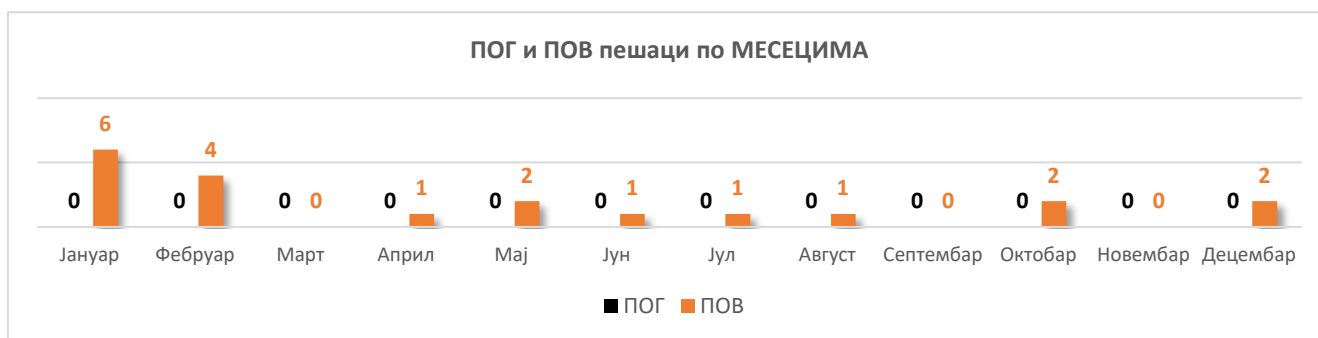 ПОГ и ПОВ пешаци по МЕСЕЦИМА
0 6 0 4 0 0 0 1 0 2 0 1 0 1 0 1 0 0 0 2 0 0 0 2
Јануар Фебруар Март Април Мај Јун Јул Август Септембар Октобар Новембар Децембар
ПОГ ПОВ